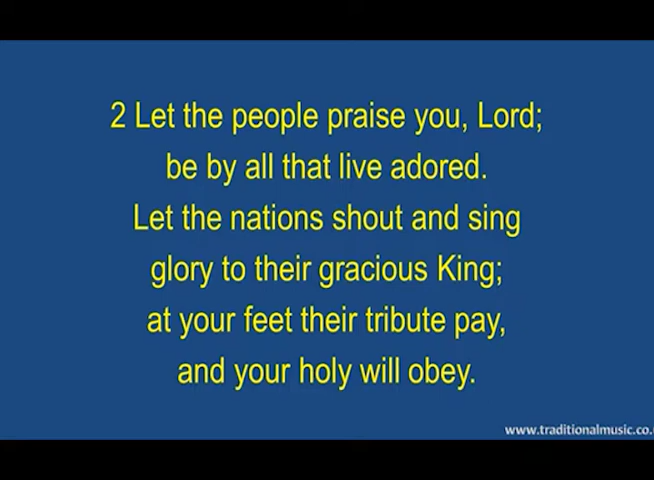 2 Let the people praise you, Lord;
be by all that live adored.
Let the nations shout and sing
glory to their gracious King;
at your feet their tribute pay,
and your holy will obey.
www.traditionalmusic.co.